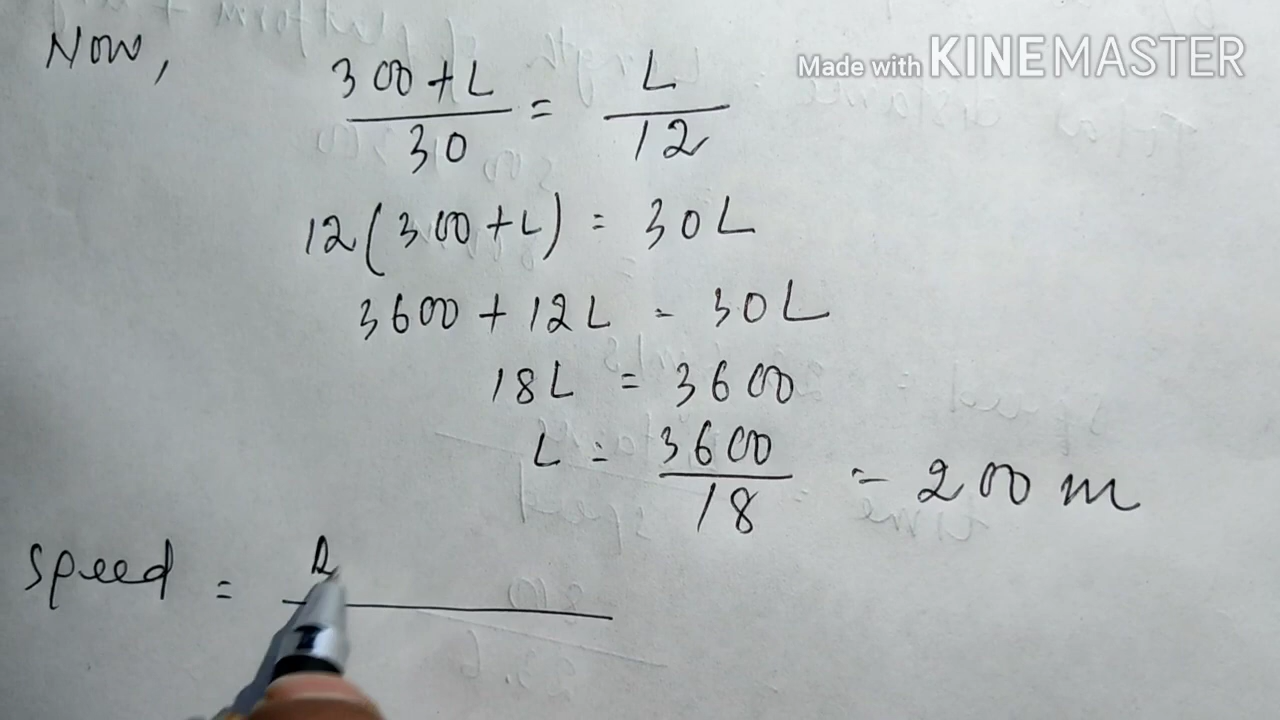 Made with KINEMASTER
Now,
300+L/30 = L/12
12(300+L) = 30L
3600 + 12L = 30L
18L = 3600
L = 3600/18 = 200 m
Speed =